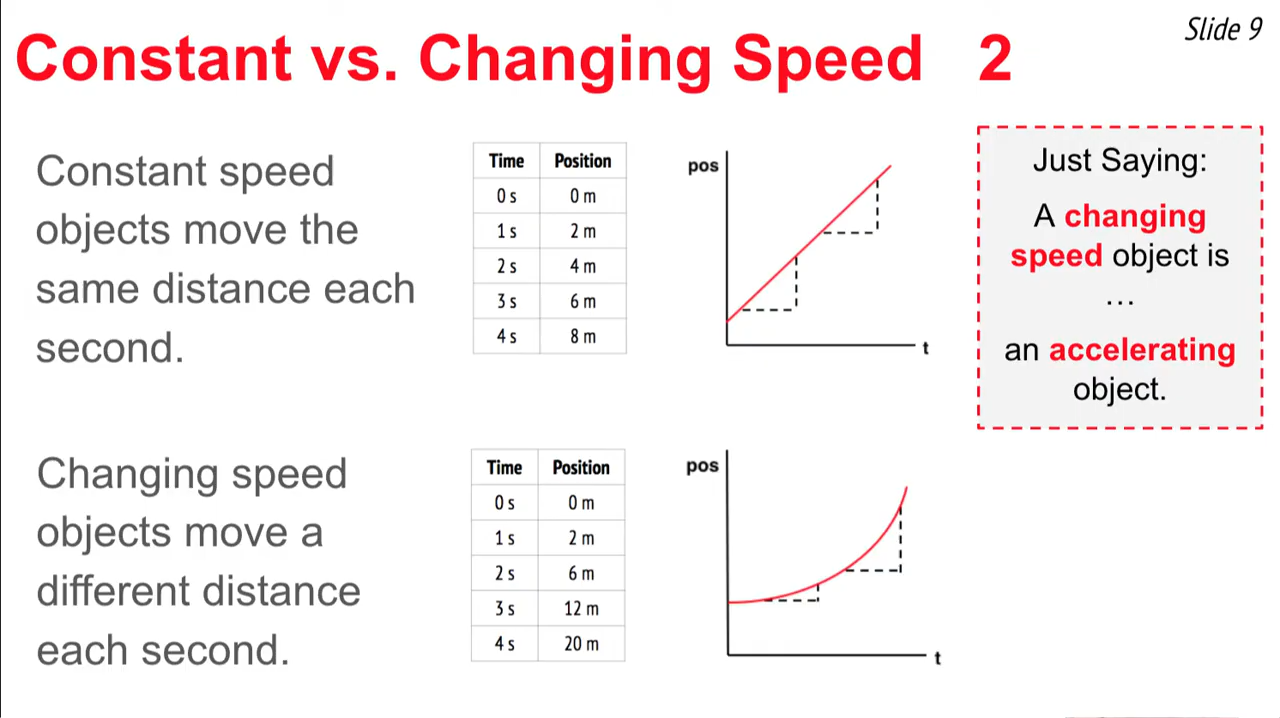 Slide 9
Constant vs. Changing Speed 2
Constant speed
objects move the
same distance each
second.
Time Position
0 s 0 m
1 s 2 m
2 s 4 m
3 s 6 m
4 s 8 m
pos
t
Just Saying:
A changing
speed object is
...
an accelerating
object.
Changing speed
objects move a
different distance
each second.
Time Position
0 s 0 m
1 s 2 m
2 s 6 m
3 s 12 m
4 s 20 m
pos
t